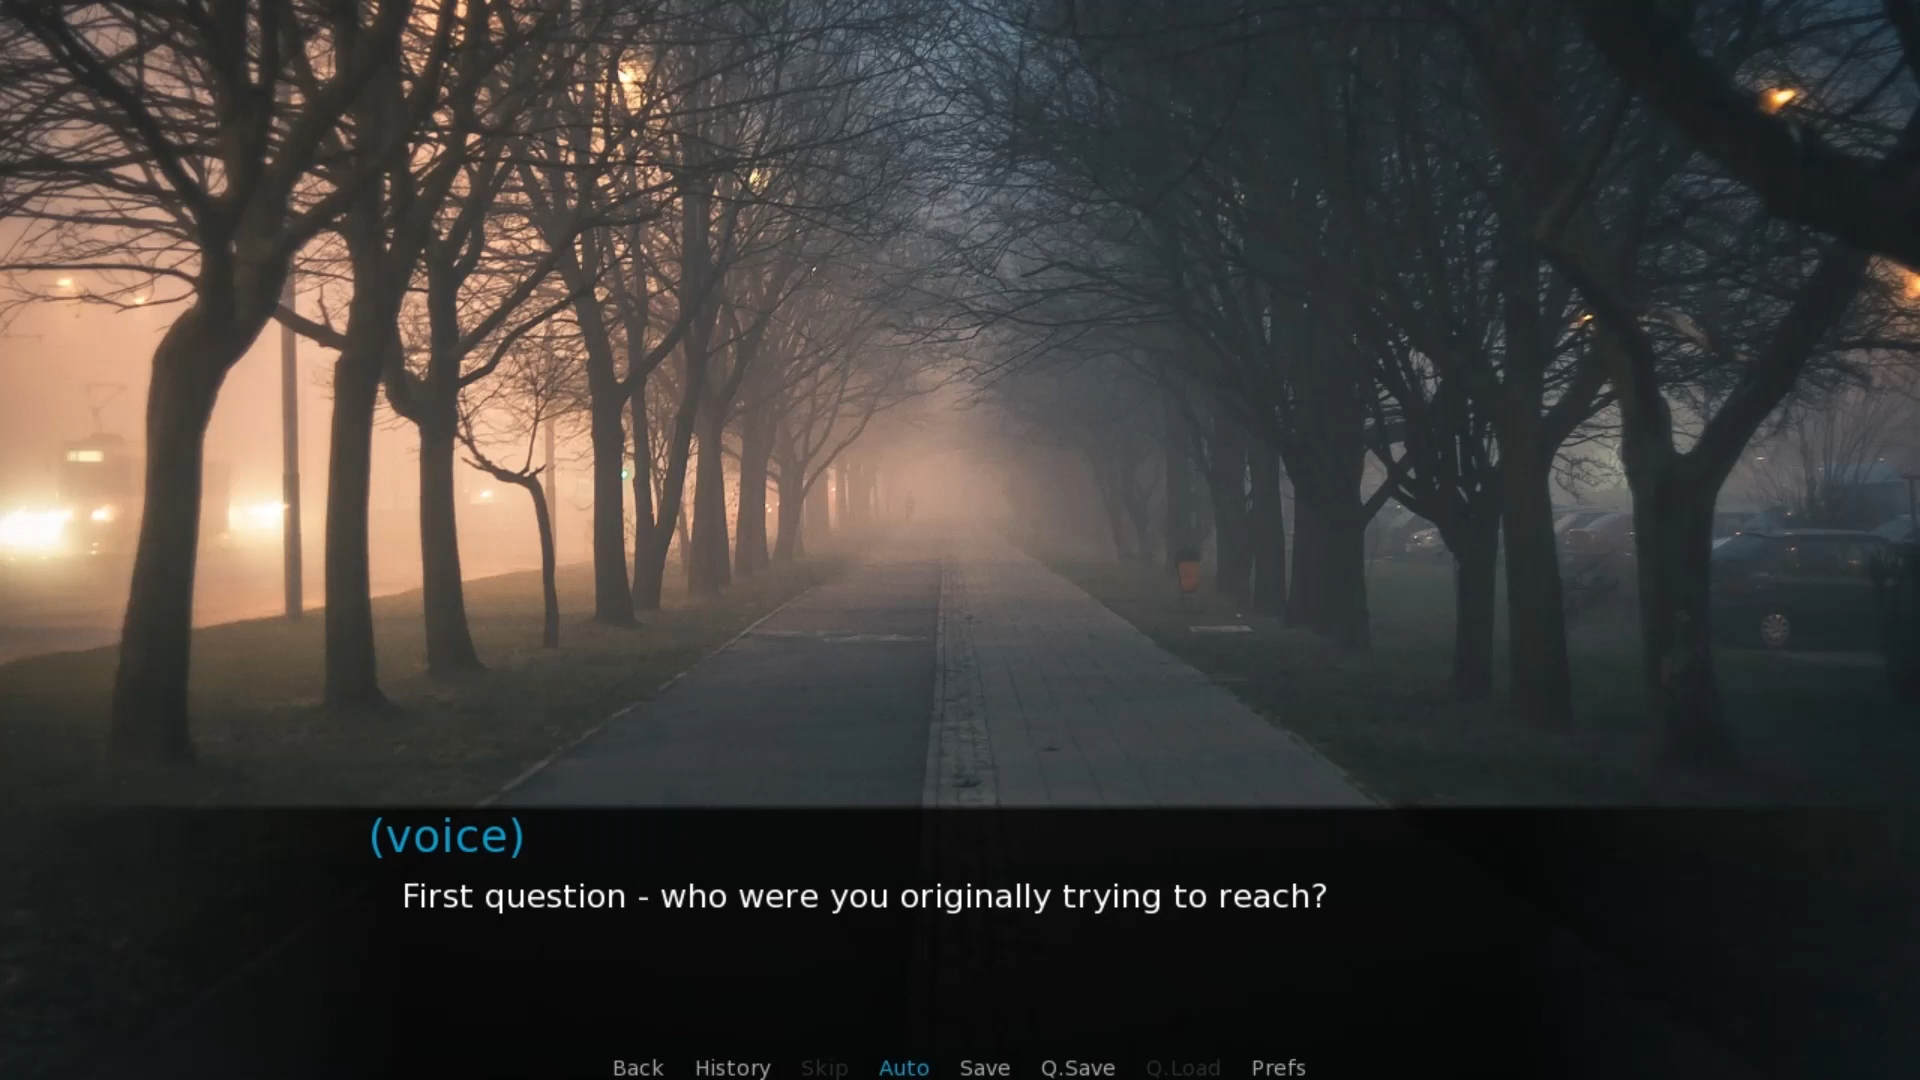 (voice)
First question - who were you originally trying to reach?
Back History Skip Auto Save Q.Save Q.Load Prefs